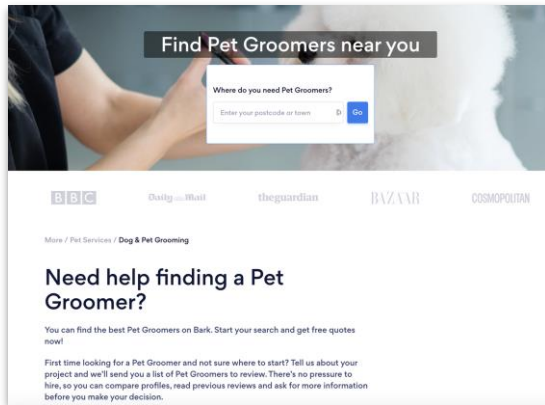 Find Pet Groomers near you
Where do you need Pet Groomers?
Enter your postcode or town
Go
BBC
Daily Mail
theguardian
BAZAAR
COSMOPOLITAN
More / Pet Services / Dog & Pet Grooming
Need help finding a Pet
Groomer?
You can find the best Pet Groomers on Bark. Start your search and get free quotes
now!
First time looking for a Pet Groomer and not sure where to start? Tell us about your
project and we'll send you a list of Pet Groomers to review. There's no pressure to
hire, so you can compare profiles, read previous reviews and ask for more information
before you make your decision.